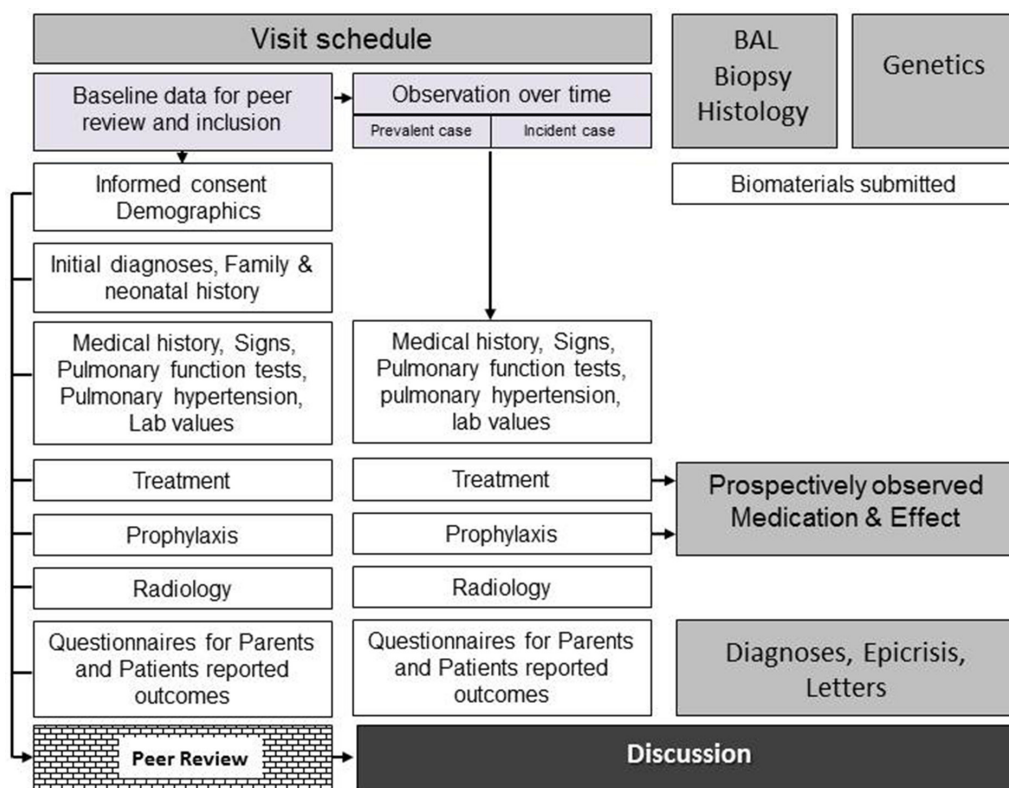 Visit schedule
BAL
Biopsy
Histology
Genetics
Baseline data for peer
review and inclusion
Observation over time
Prevalent case
Incident case
Biomaterials submitted
Informed consent
Demographics
Initial diagnoses, Family &
neonatal history
Medical history, Signs,
Pulmonary function tests,
Pulmonary hypertension,
Lab values
Medical history, Signs,
Pulmonary function tests,
pulmonary hypertension,
lab values
Treatment
Treatment
Prospectively observed
Medication & Effect
Prophylaxis
Prophylaxis
Radiology
Radiology
Questionnaires for Parents
and Patients reported
outcomes
Questionnaires for Parents
and Patients reported
outcomes
Diagnoses, Epicrisis,
Letters
Peer Review
Discussion